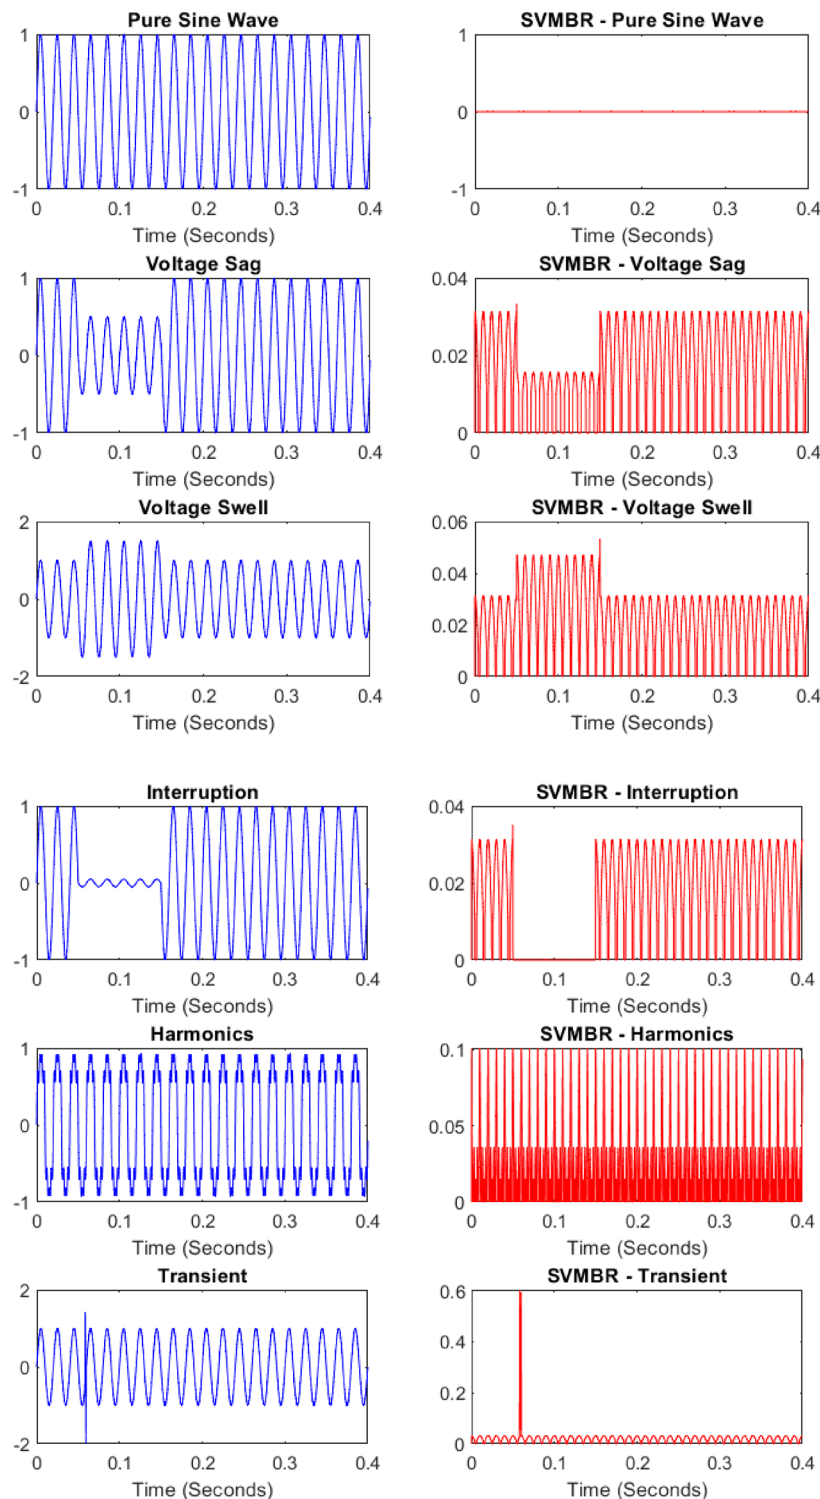 Pure Sine Wave
1
0
-1
0 0.1 0.2 0.3 0.4
Time (Seconds)
SVMBR - Pure Sine Wave
1
0
-1
0 0.1 0.2 0.3 0.4
Time (Seconds)
Voltage Sag
1
0
-1
0 0.1 0.2 0.3 0.4
Time (Seconds)
SVMBR - Voltage Sag
0.04
0.02
0
0 0.1 0.2 0.3 0.4
Time (Seconds)
Voltage Swell
2
0
-2
0 0.1 0.2 0.3 0.4
Time (Seconds)
SVMBR - Voltage Swell
0.06
0.04
0.02
0
0 0.1 0.2 0.3 0.4
Time (Seconds)
Interruption
1
0
-1
0 0.1 0.2 0.3 0.4
Time (Seconds)
SVMBR - Interruption
0.04
0.02
0
0 0.1 0.2 0.3 0.4
Time (Seconds)
Harmonics
1
0
-1
0 0.1 0.2 0.3 0.4
Time (Seconds)
SVMBR - Harmonics
0.1
0.05
0
0 0.1 0.2 0.3 0.4
Time (Seconds)
Transient
2
0
-2
0 0.1 0.2 0.3 0.4
Time (Seconds)
SVMBR - Transient
0.6
0.4
0.2
0
0 0.1 0.2 0.3 0.4
Time (Seconds)